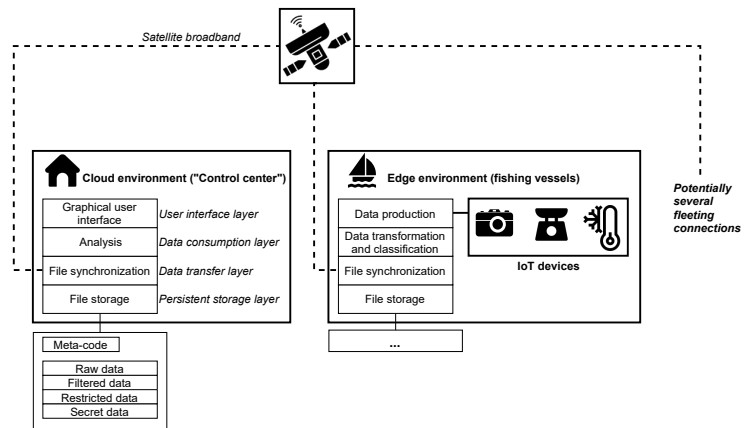 Satellite broadband
Cloud environment ("Control center")
Graphical user
interface
User interface layer
Analysis
Data consumption layer
File synchronization
Data transfer layer
File storage
Persistent storage layer
Meta-code
Raw data
Filtered data
Restricted data
Secret data
Edge environment (fishing vessels)
Data production
Data transformation
and classification
File synchronization
File storage
...
IoT devices
Potentially
several
fleeting
connections